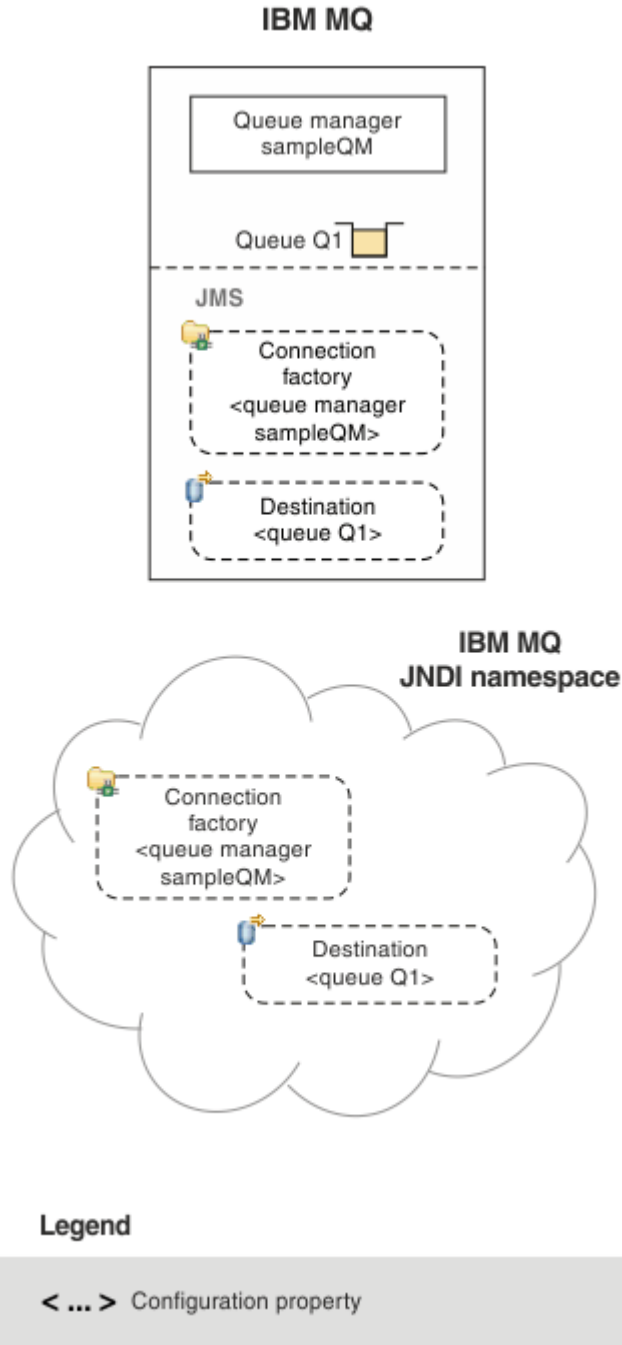 IBM MQ
Queue manager
sampleQM
Queue Q1
JMS
Connection
factory
<queue manager
sampleQM>
Destination
<queue Q1>
IBM MQ
JNDI namespace
Connection
factory
<queue manager
sampleQM>
Destination
<queue Q1>
Legend
< ... > Configuration property